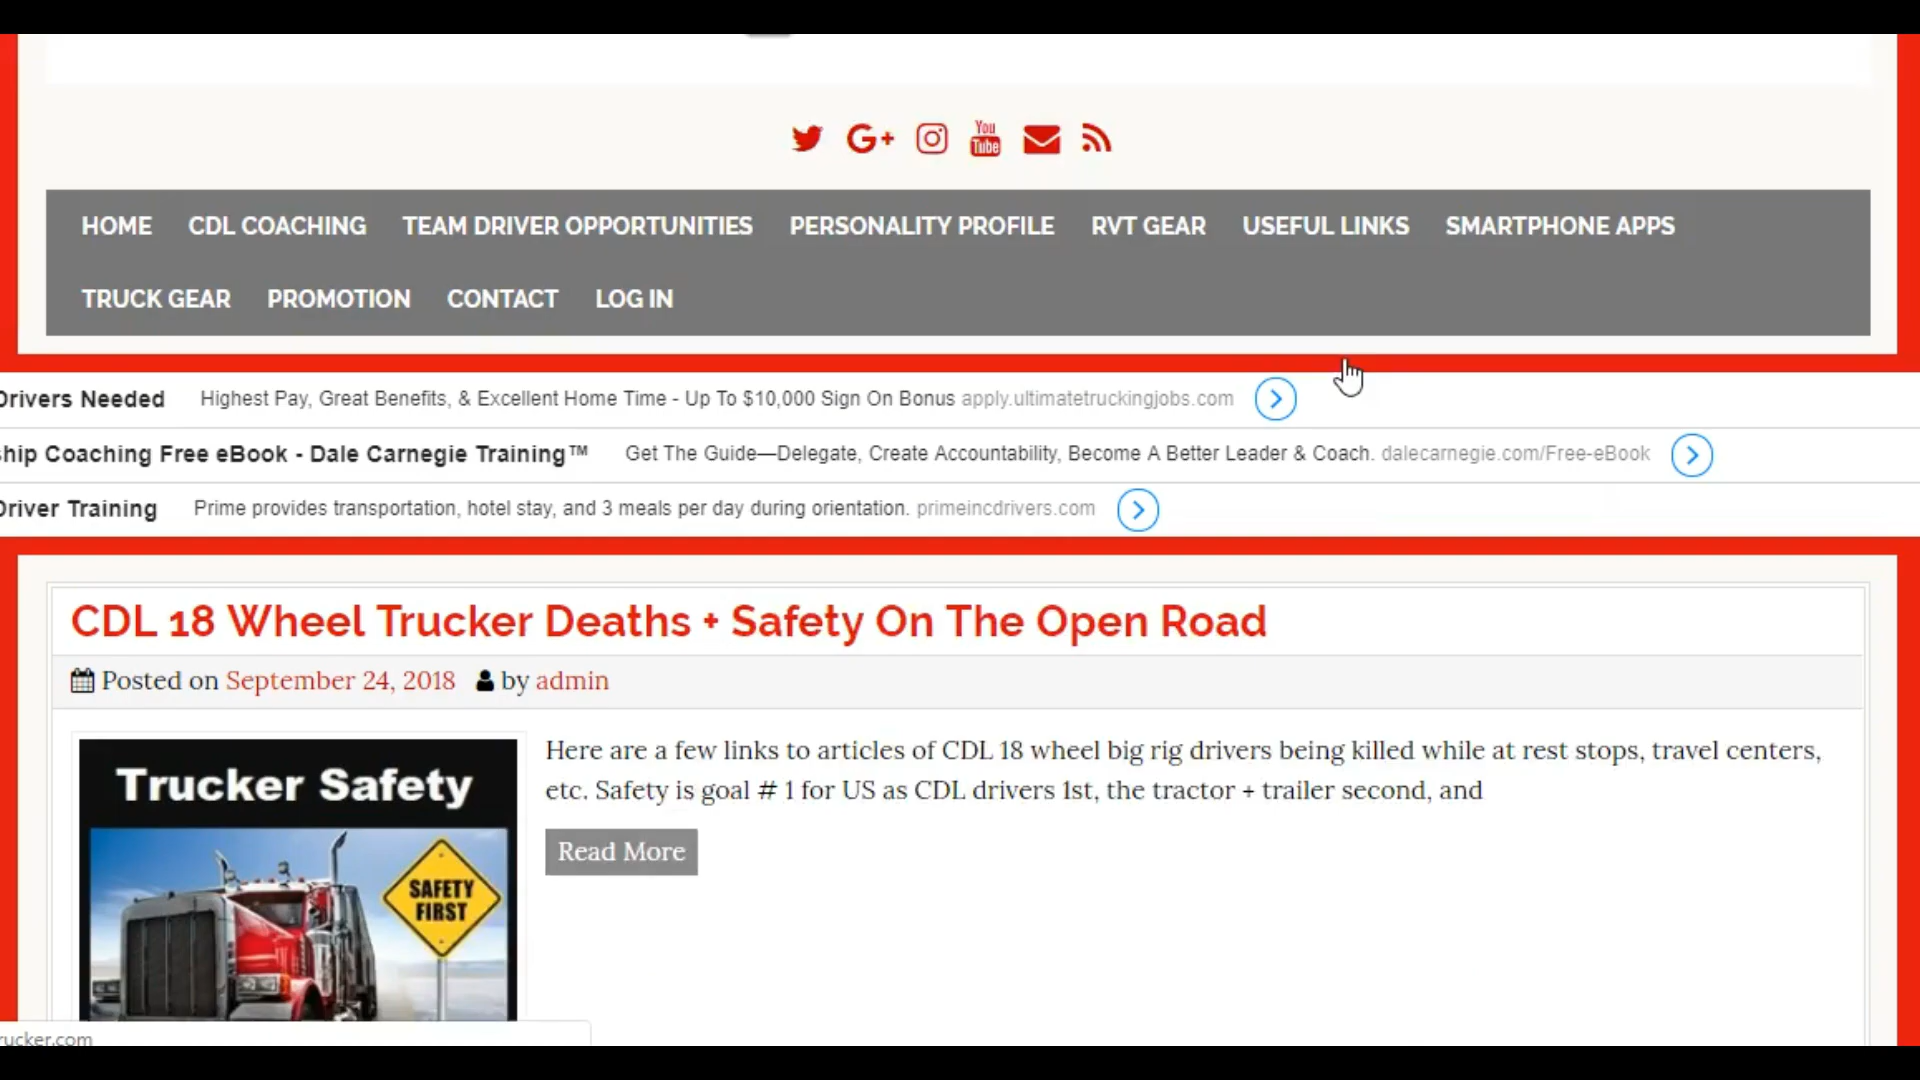 You
Tube
HOME CDL COACHING TEAM DRIVER OPPORTUNITIES PERSONALITY PROFILE RVT GEAR USEFUL LINKS SMARTPHONE APPS
TRUCK GEAR PROMOTION CONTACT LOG IN
Drivers Needed Highest Pay, Great Benefits, & Excellent Home Time - Up To $10,000 Sign On Bonus apply.ultimatetruckingjobs.com
hip Coaching Free eBook - Dale Carnegie Training™ Get The Guide—Delegate, Create Accountability, Become A Better Leader & Coach. dalecarnegie.com/Free-eBook
Driver Training Prime provides transportation, hotel stay, and 3 meals per day during orientation. primeincdrivers.com
CDL 18 Wheel Trucker Deaths + Safety On The Open Road
Posted on September 24, 2018 by admin
Trucker Safety
SAFETY
FIRST
Here are a few links to articles of CDL 18 wheel big rig drivers being killed while at rest stops, travel centers,
etc. Safety is goal # 1 for US as CDL drivers 1st, the tractor + trailer second, and
Read More
rucker.com